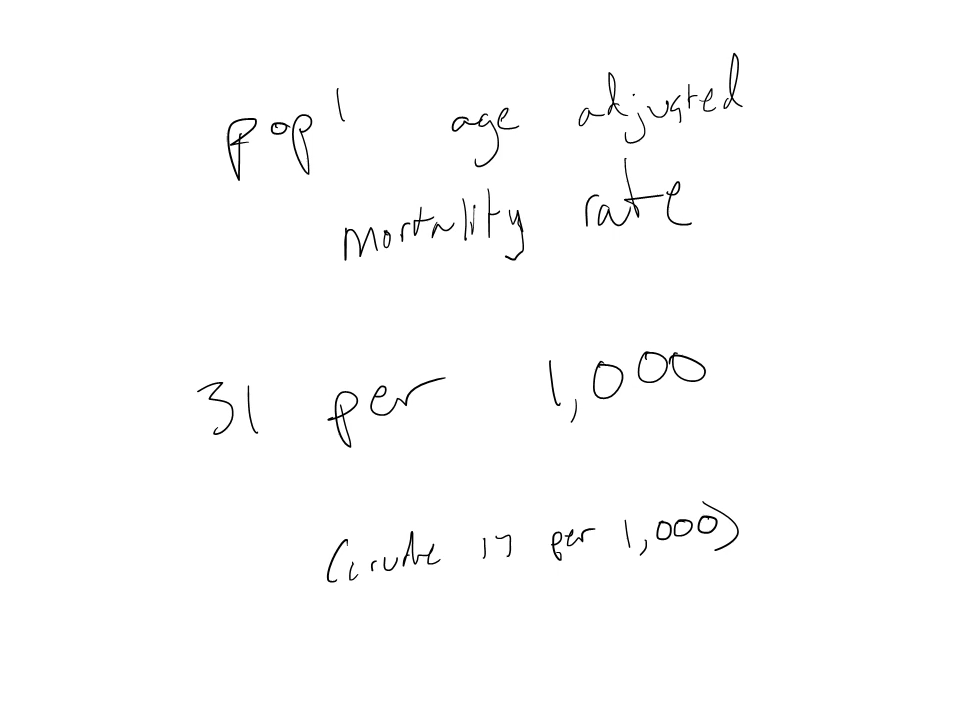 pop' age adjusted
mortality rate
31 per 1,000
(crude 17 per 1,000)